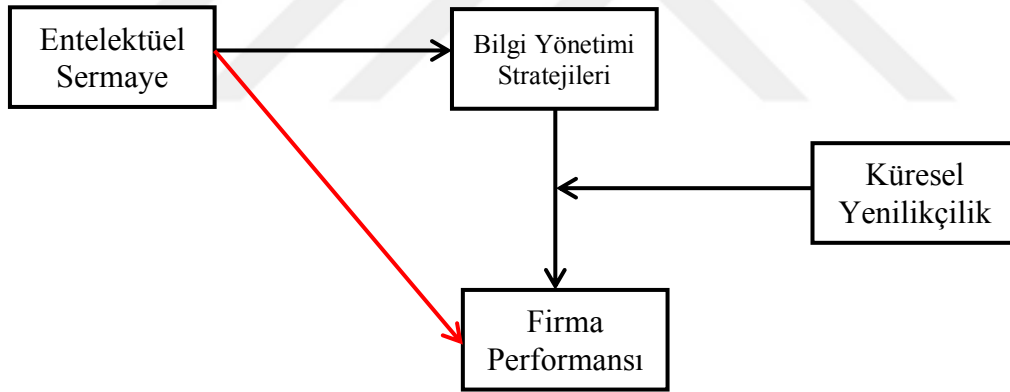 Entelektüel
Sermaye
Bilgi Yönetimi
Stratejileri
Küresel
Yenilikçilik
Firma
Performansı